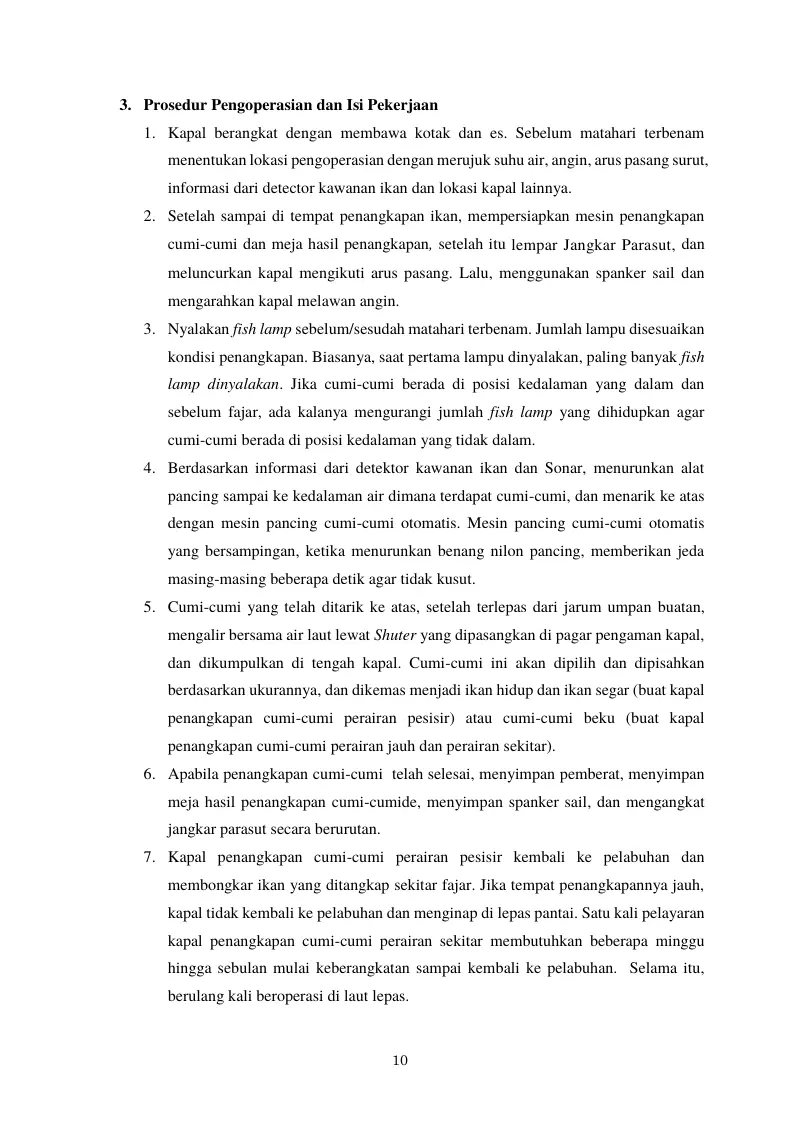 3. Prosedur Pengoperasian dan Isi Pekerjaan
1. Kapal berangkat dengan membawa kotak dan es. Sebelum matahari terbenam
menentukan lokasi pengoperasian dengan merujuk suhu air, angin, arus pasang surut,
informasi dari detector kawanan ikan dan lokasi kapal lainnya.
2. Setelah sampai di tempat penangkapan ikan, mempersiapkan mesin penangkapan
cumi-cumi dan meja hasil penangkapan, setelah itu lempar Jangkar Parasut, dan
meluncurkan kapal mengikuti arus pasang. Lalu, menggunakan spanker sail dan
mengarahkan kapal melawan angin.
3. Nyalakan fish lamp sebelum/sesudah matahari terbenam. Jumlah lampu disesuaikan
kondisi penangkapan. Biasanya, saat pertama lampu dinyalakan, paling banyak fish
lamp dinyalakan. Jika cumi-cumi berada di posisi kedalaman yang dalam dan
sebelum fajar, ada kalanya mengurangi jumlah fish lamp yang dihidupkan agar
cumi-cumi berada di posisi kedalaman yang tidak dalam.
4. Berdasarkan informasi dari detektor kawanan ikan dan Sonar, menurunkan alat
pancing sampai ke kedalaman air dimana terdapat cumi-cumi, dan menarik ke atas
dengan mesin pancing cumi-cumi otomatis. Mesin pancing cumi-cumi otomatis
yang bersampingan, ketika menurunkan benang nilon pancing, memberikan jeda
masing-masing beberapa detik agar tidak kusut.
5. Cumi-cumi yang telah ditarik ke atas, setelah terlepas dari jarum umpan buatan,
mengalir bersama air laut lewat Shuter yang dipasangkan di pagar pengaman kapal,
dan dikumpulkan di tengah kapal. Cumi-cumi ini akan dipilih dan dipisahkan
berdasarkan ukurannya, dan dikemas menjadi ikan hidup dan ikan segar (buat kapal
penangkapan cumi-cumi perairan pesisir) atau cumi-cumi beku (buat kapal
penangkapan cumi-cumi perairan jauh dan perairan sekitar).
6. Apabila penangkapan cumi-cumi telah selesai, menyimpan pemberat, menyimpan
meja hasil penangkapan cumi-cumide, menyimpan spanker sail, dan mengangkat
jangkar parasut secara berurutan.
7. Kapal penangkapan cumi-cumi perairan pesisir kembali ke pelabuhan dan
membongkar ikan yang ditangkap sekitar fajar. Jika tempat penangkapannya jauh,
kapal tidak kembali ke pelabuhan dan menginap di lepas pantai. Satu kali pelayaran
kapal penangkapan cumi-cumi perairan sekitar membutuhkan beberapa minggu
hingga sebulan mulai keberangkatan sampai kembali ke pelabuhan. Selama itu,
berulang kali beroperasi di laut lepas.
10